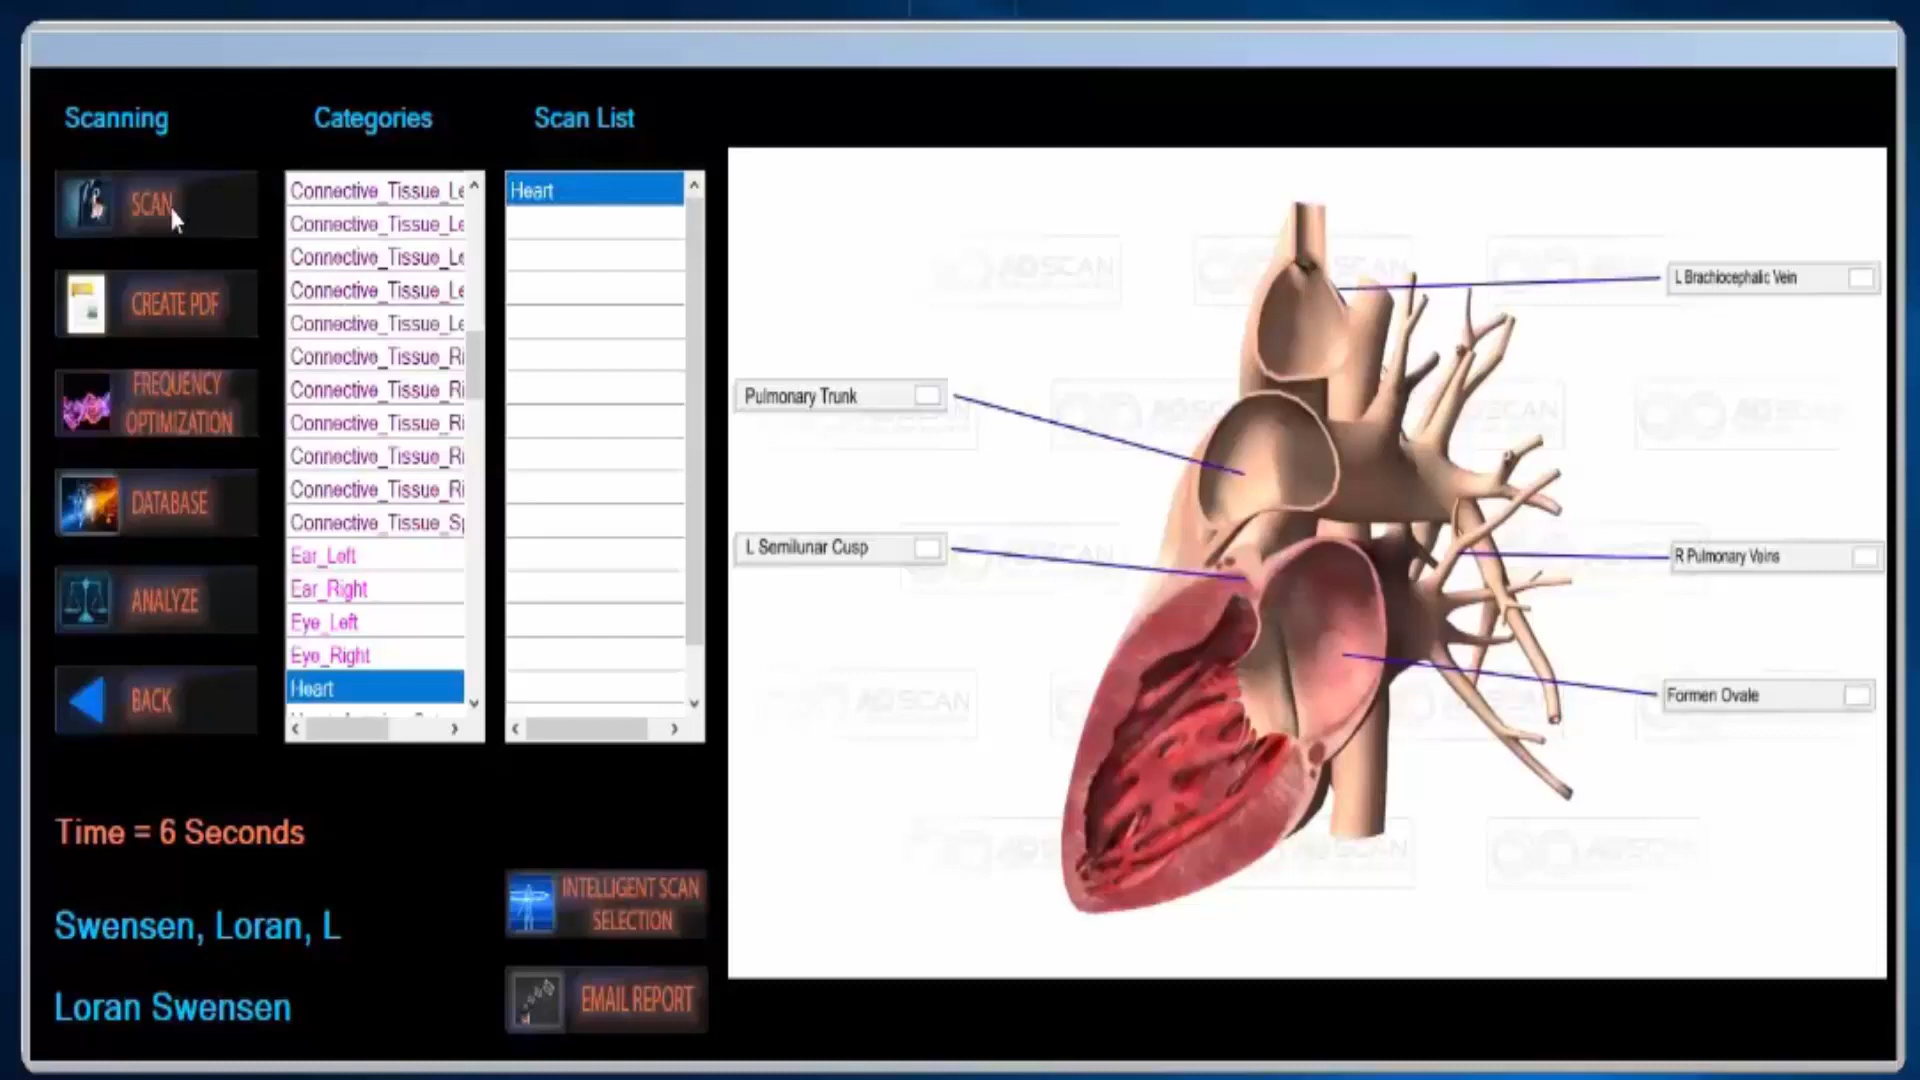 Scanning
Categories
Scan List
SCAN
CREATE PDF
FREQUENCY
OPTIMIZATION
DATABASE
ANALYZE
BACK
Connective_Tissue_Le
Connective_Tissue_Le
Connective_Tissue_Le
Connective_Tissue_Le
Connective_Tissue_Le
Connective_Tissue_Ri
Connective_Tissue_Ri
Connective_Tissue_Ri
Connective_Tissue_Ri
Connective_Tissue_Ri
Connective_Tissue_Sp
Ear_Left
Ear_Right
Eye_Left
Eye_Right
Heart
Heart
L Brachiocephalic Vein
Pulmonary Trunk
L Semilunar Cusp
R Pulmonary Veins
Formen Ovale
Time = 6 Seconds
Swensen, Loran, L
Loran Swensen
INTELLIGENT SCAN
SELECTION
EMAIL REPORT